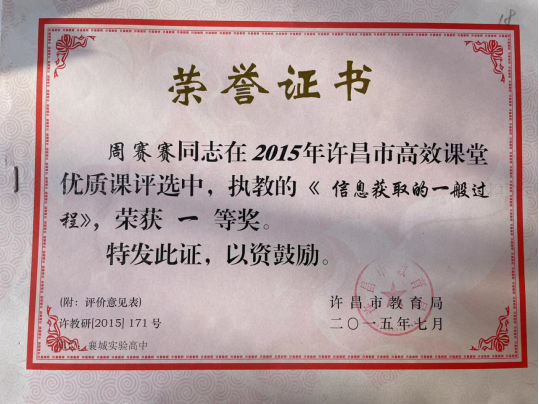 18
荣誉证书
周赛赛同志在2015年许昌市高效课堂
优质课评选中，执教的《 信息获取的一般过
程》，荣获 一 等奖。
特发此证，以资鼓励。
(附：评价意见表)
许昌市教育局
许教研[2015] 171 号
二〇一五年七月
襄城实验高中